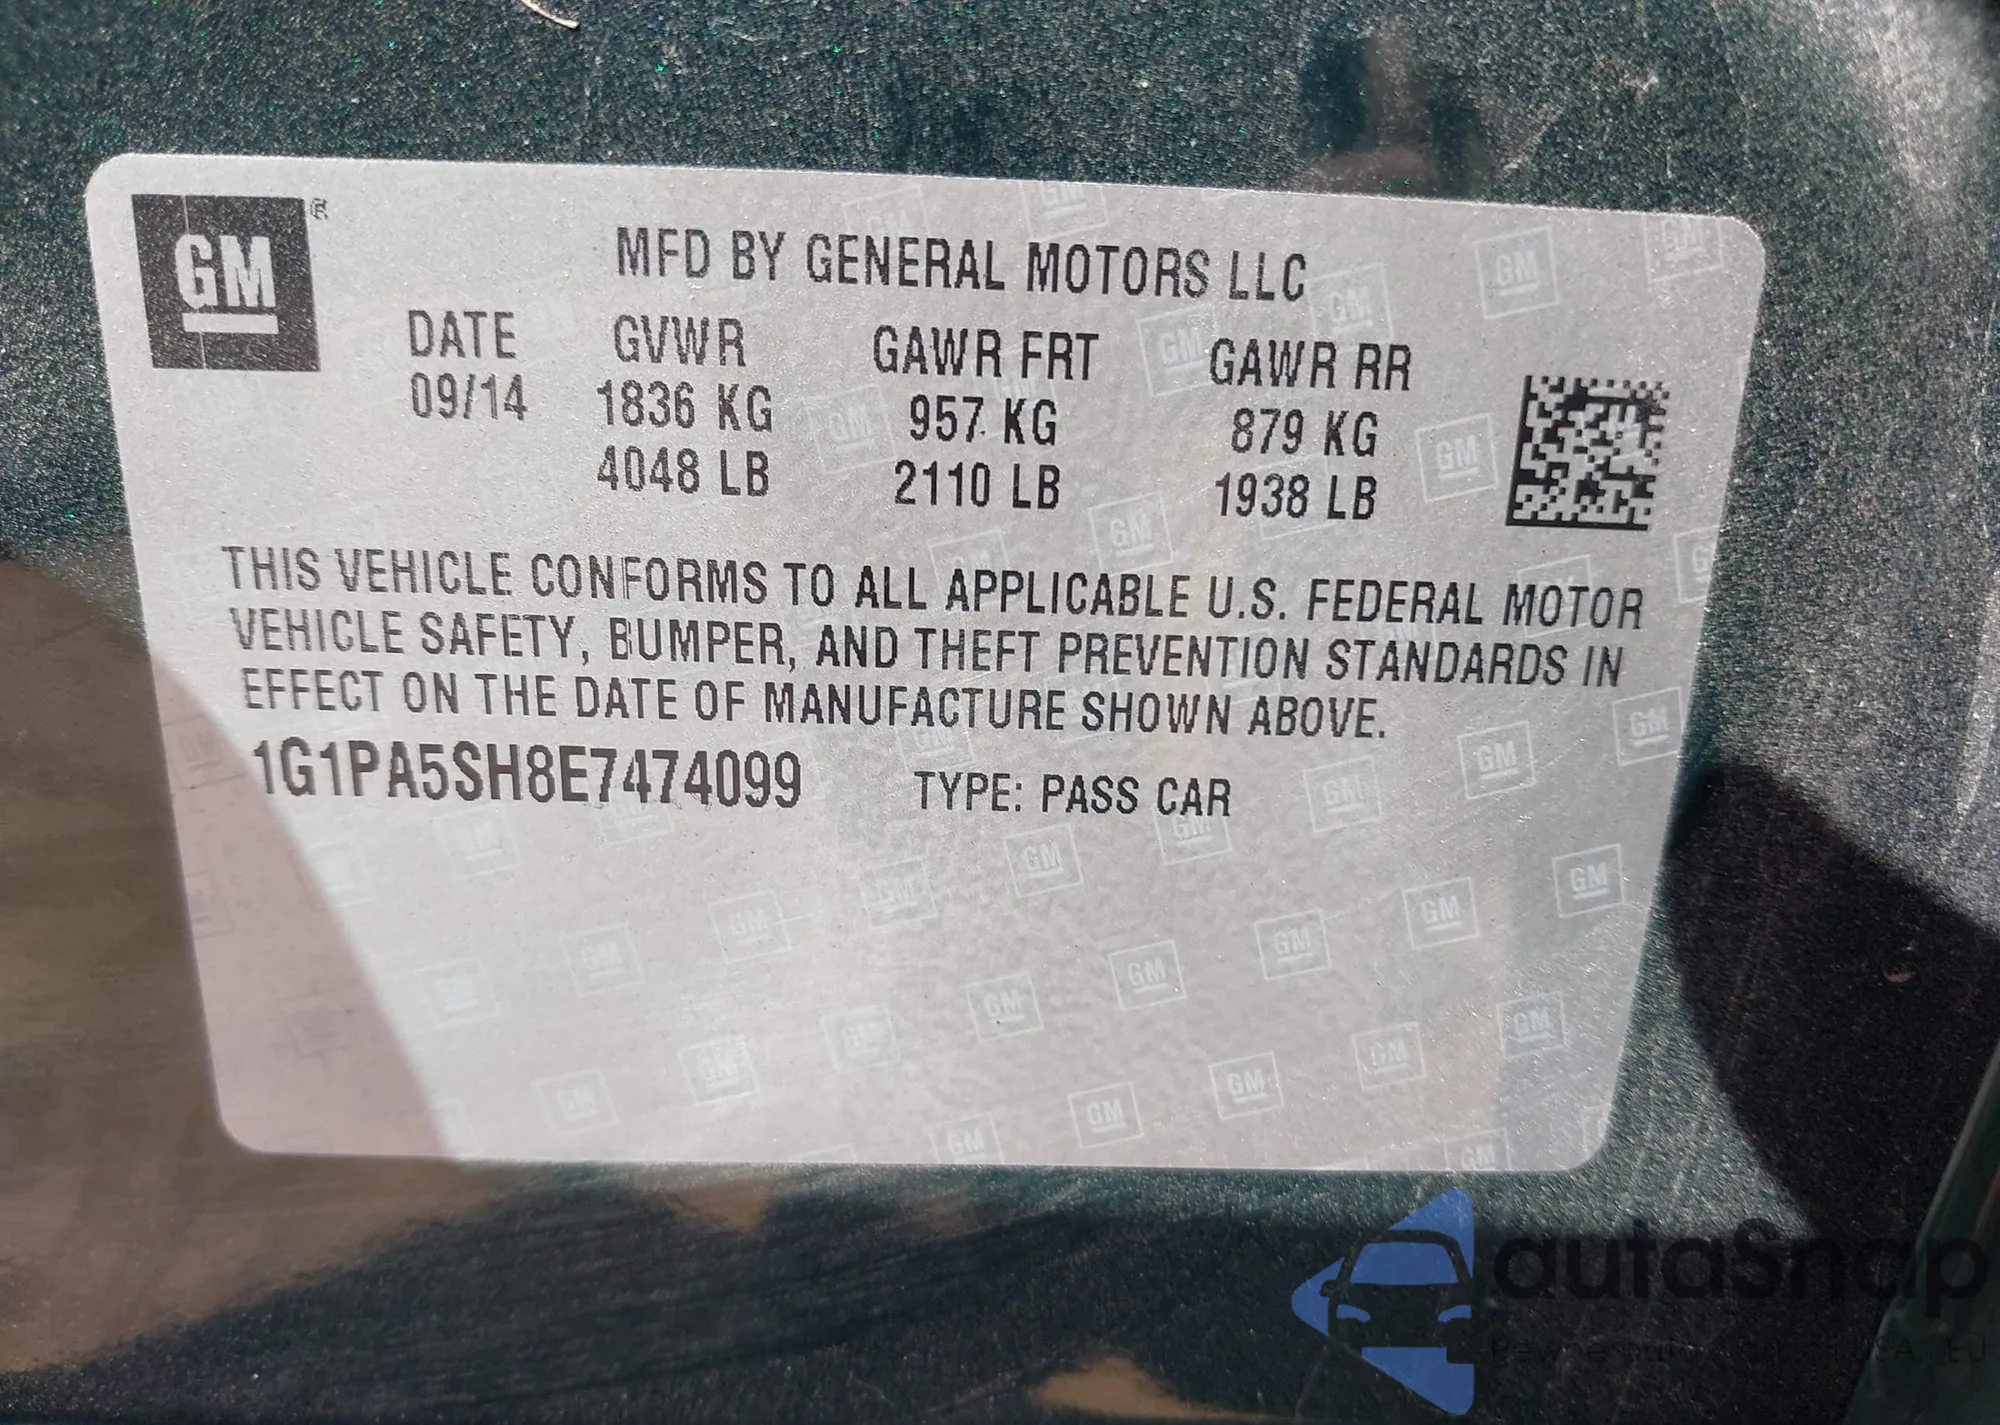 GM®
MFD BY GENERAL MOTORS LLC
DATE GVWR GAWR FRT GAWR RR
09/14 1836 KG 957 KG 879 KG
4048 LB 2110 LB 1938 LB
THIS VEHICLE CONFORMS TO ALL APPLICABLE U.S. FEDERAL MOTOR
VEHICLE SAFETY, BUMPER, AND THEFT PREVENTION STANDARDS IN
EFFECT ON THE DATE OF MANUFACTURE SHOWN ABOVE.
1G1PA5SH8E7474099 TYPE: PASS CAR
autaSnap